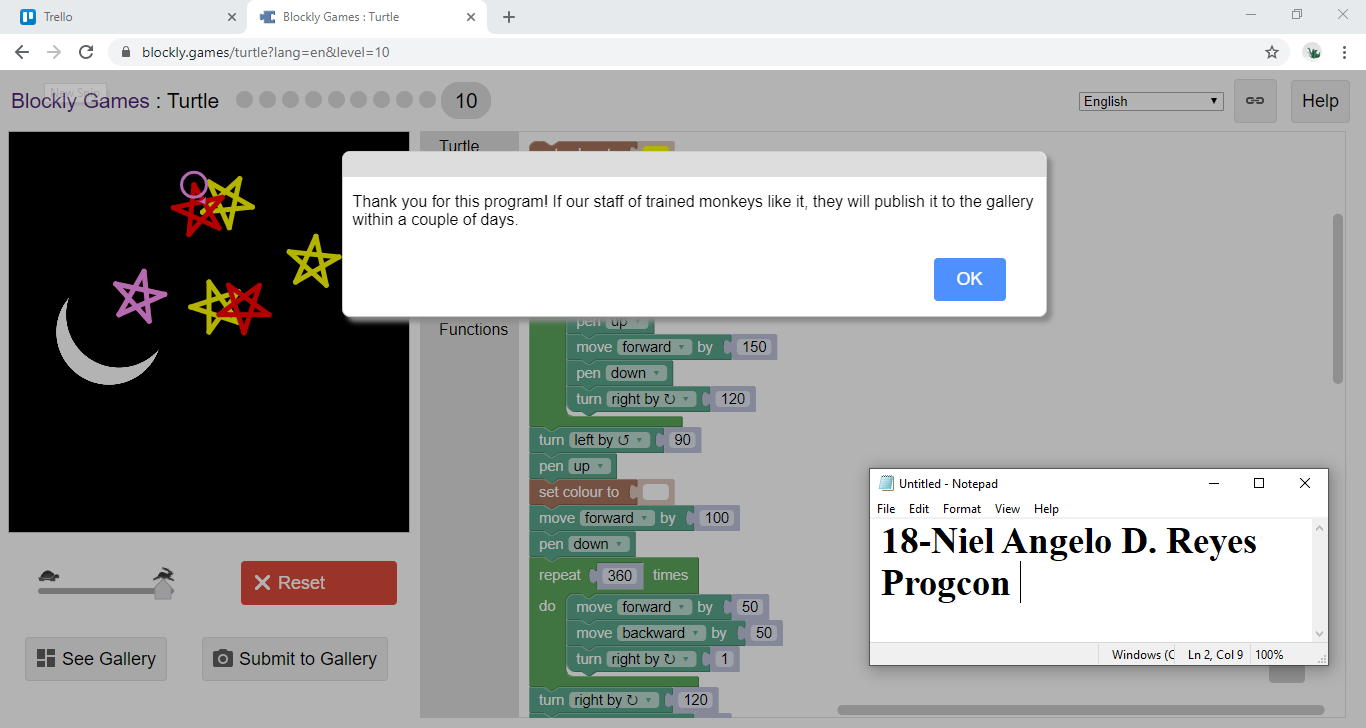 Trello
Blockly Games : Turtle
blockly.games/turtle?lang=en&level=10
Blockly Games : Turtle
10
English
Help
Turtle
Thank you for this program! If our staff of trained monkeys like it, they will publish it to the gallery
within a couple of days.
OK
Functions
pen up
move forward by 150
pen down
turn right by ↻ 120
turn left by ↺ 90
pen up
set colour to
move forward by 100
pen down
repeat 360 times
do move forward by 50
move backward by 50
turn right by ↻ 1
turn right by ↻ 120
Reset
See Gallery
Submit to Gallery
Untitled - Notepad
File Edit Format View Help
18-Niel Angelo D. Reyes
Progcon
Windows (C
Ln 2, Col 9
100%